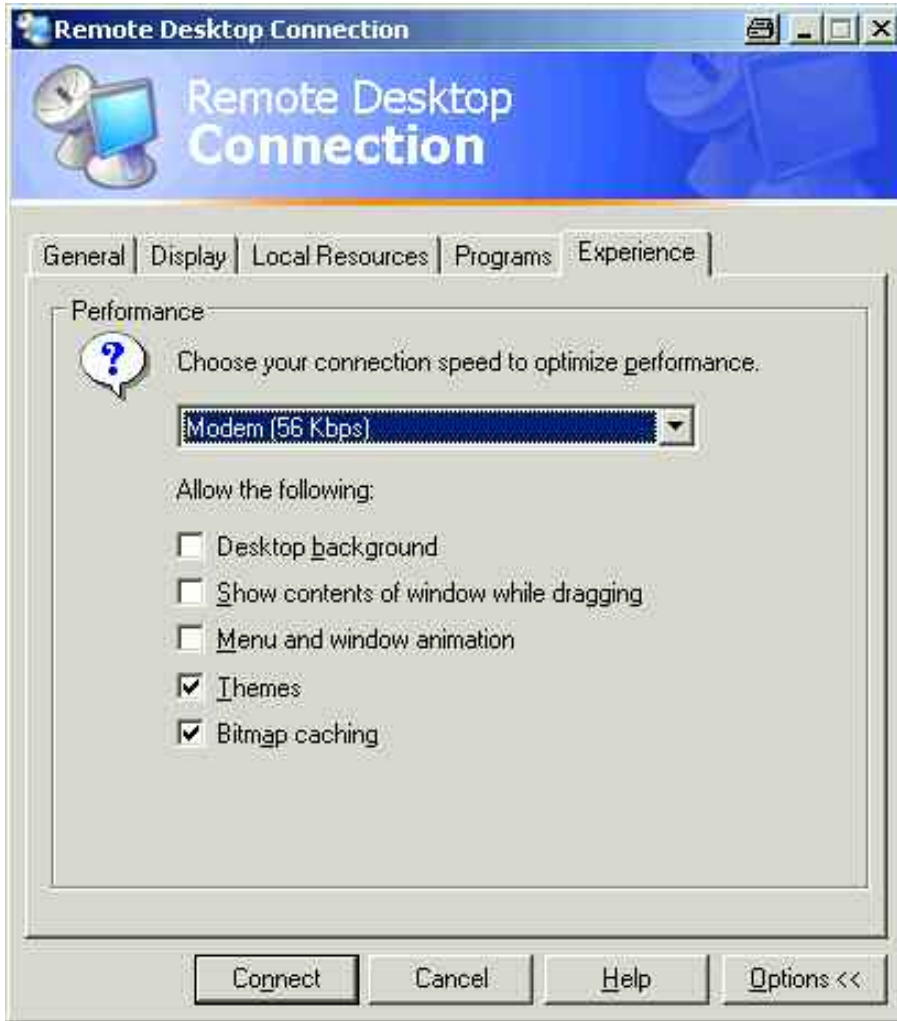 Remote Desktop Connection
Remote Desktop
Connection
General Display Local Resources Programs Experience
Performance
?
Choose your connection speed to optimize performance.
Modem (56 Kbps)
Allow the following:
Desktop background
Show contents of window while dragging
Menu and window animation
Themes
Bitmap caching
Connect Cancel Help Options <<